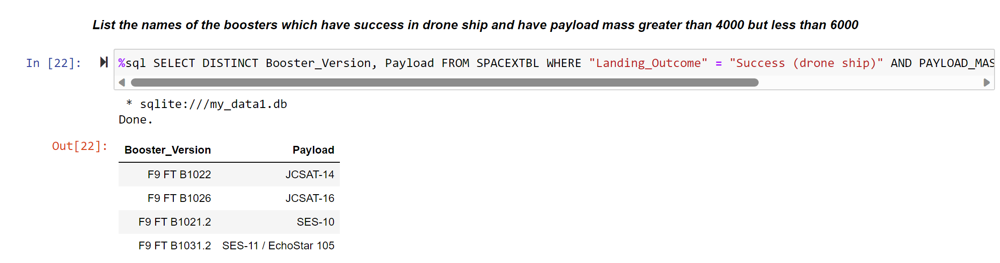 List the names of the boosters which have success in drone ship and have payload mass greater than 4000 but less than 6000
In [22]: %sql SELECT DISTINCT Booster_Version, Payload FROM SPACEXTBL WHERE "Landing_Outcome" = "Success (drone ship)" AND PAYLOAD_MAS
* sqlite:///my_data1.db
Done.
Out[22]:
Booster_Version Payload
F9 FT B1022 JCSAT-14
F9 FT B1026 JCSAT-16
F9 FT B1021.2 SES-10
F9 FT B1031.2 SES-11 / EchoStar 105